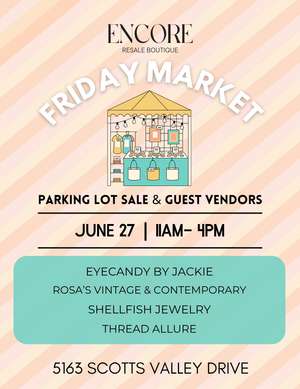 ENCORE
RESALE BOUTIQUE
FRIDAY MARKET
PARKING LOT SALE & GUEST VENDORS
JUNE 27 | 11AM- 4PM
EYECANDY BY JACKIE
ROSA'S VINTAGE & CONTEMPORARY
SHELLFISH JEWELRY
THREAD ALLURE
5163 SCOTTS VALLEY DRIVE